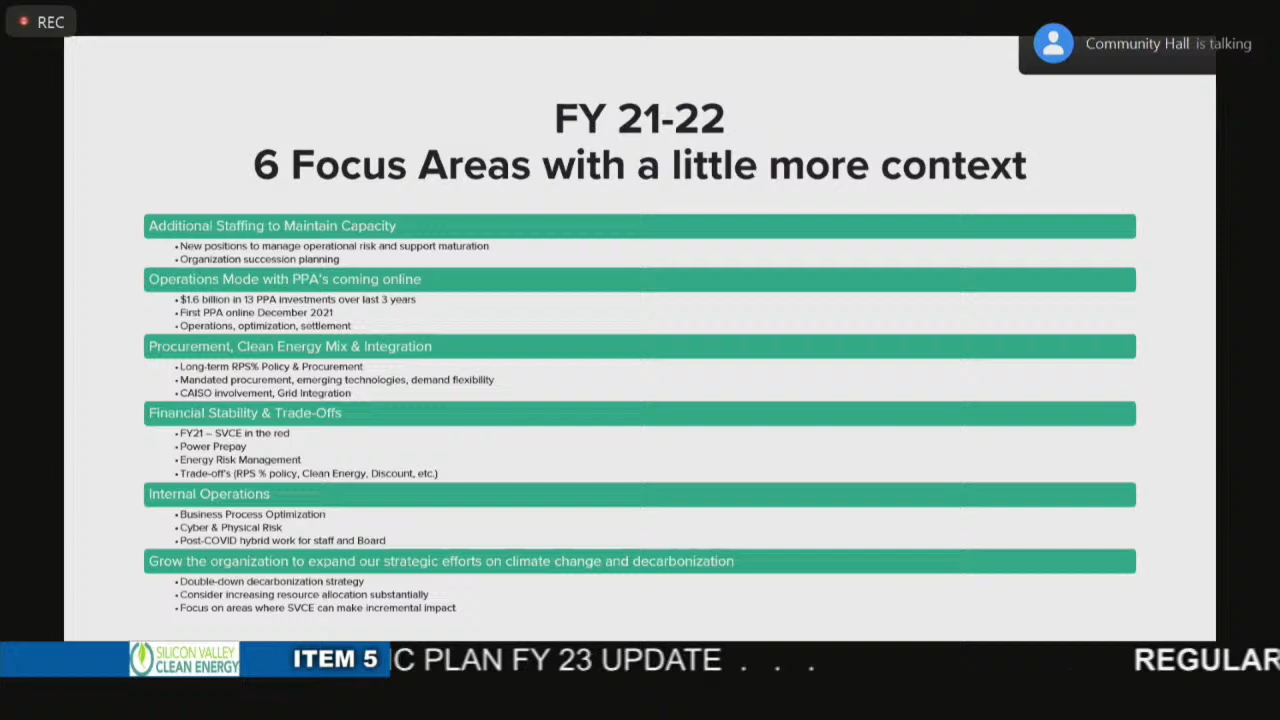 REC
Community Hall is talking
FY 21-22
6 Focus Areas with a little more context
Additional Staffing to Maintain Capacity
• New positions to manage operational risk and support maturation
• Organization succession planning
Operations Mode with PPA's coming online
• $1.6 billion in 13 PPA investments over last 3 years
• First PPA online December 2021
• Operations, optimization, settlement
Procurement, Clean Energy Mix & Integration
• Long-term RPS% Policy & Procurement
• Mandated procurement, emerging technologies, demand flexibility
• CAISO involvement, Grid Integration
Financial Stability & Trade-Offs
• FY21 – SVCE in the red
• Power Prepay
• Energy Risk Management
• Trade-off's (RPS % policy, Clean Energy, Discount, etc.)
Internal Operations
• Business Process Optimization
• Cyber & Physical Risk
• Post-COVID hybrid work for staff and Board
Grow the organization to expand our strategic efforts on climate change and decarbonization
• Double-down decarbonization strategy
• Consider increasing resource allocation substantially
• Focus on areas where SVCE can make incremental impact
SILICON VALLEY
CLEAN ENERGY
ITEM 5 IC PLAN FY 23 UPDATE . . . REGULAR